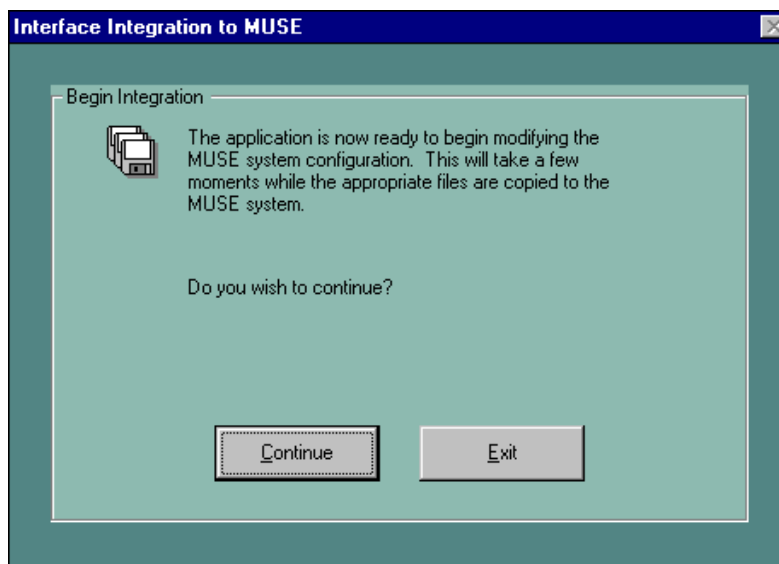 Interface Integration to MUSE
Begin Integration
The application is now ready to begin modifying the
MUSE system configuration.  This will take a few
moments while the appropriate files are copied to the
MUSE system.
Do you wish to continue?
Continue
Exit